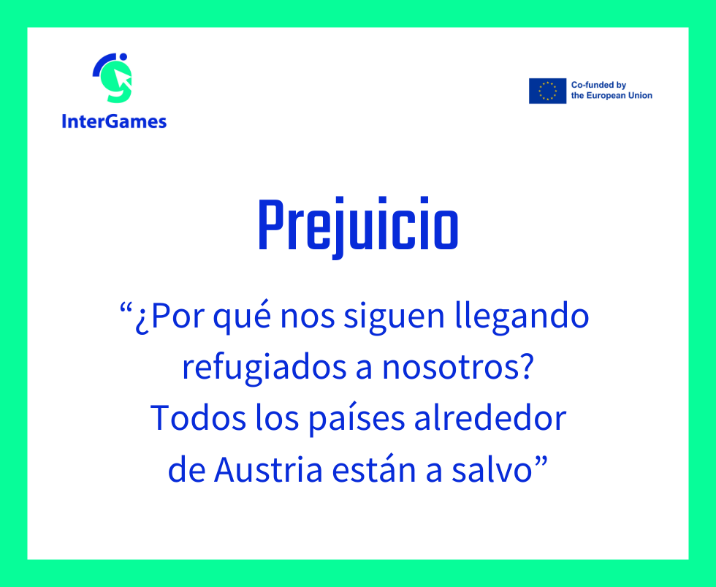 InterGames
Co-funded by
the European Union
Prejuicio
“¿Por qué nos siguen llegando
refugiados a nosotros?
Todos los países alrededor
de Austria están a salvo”